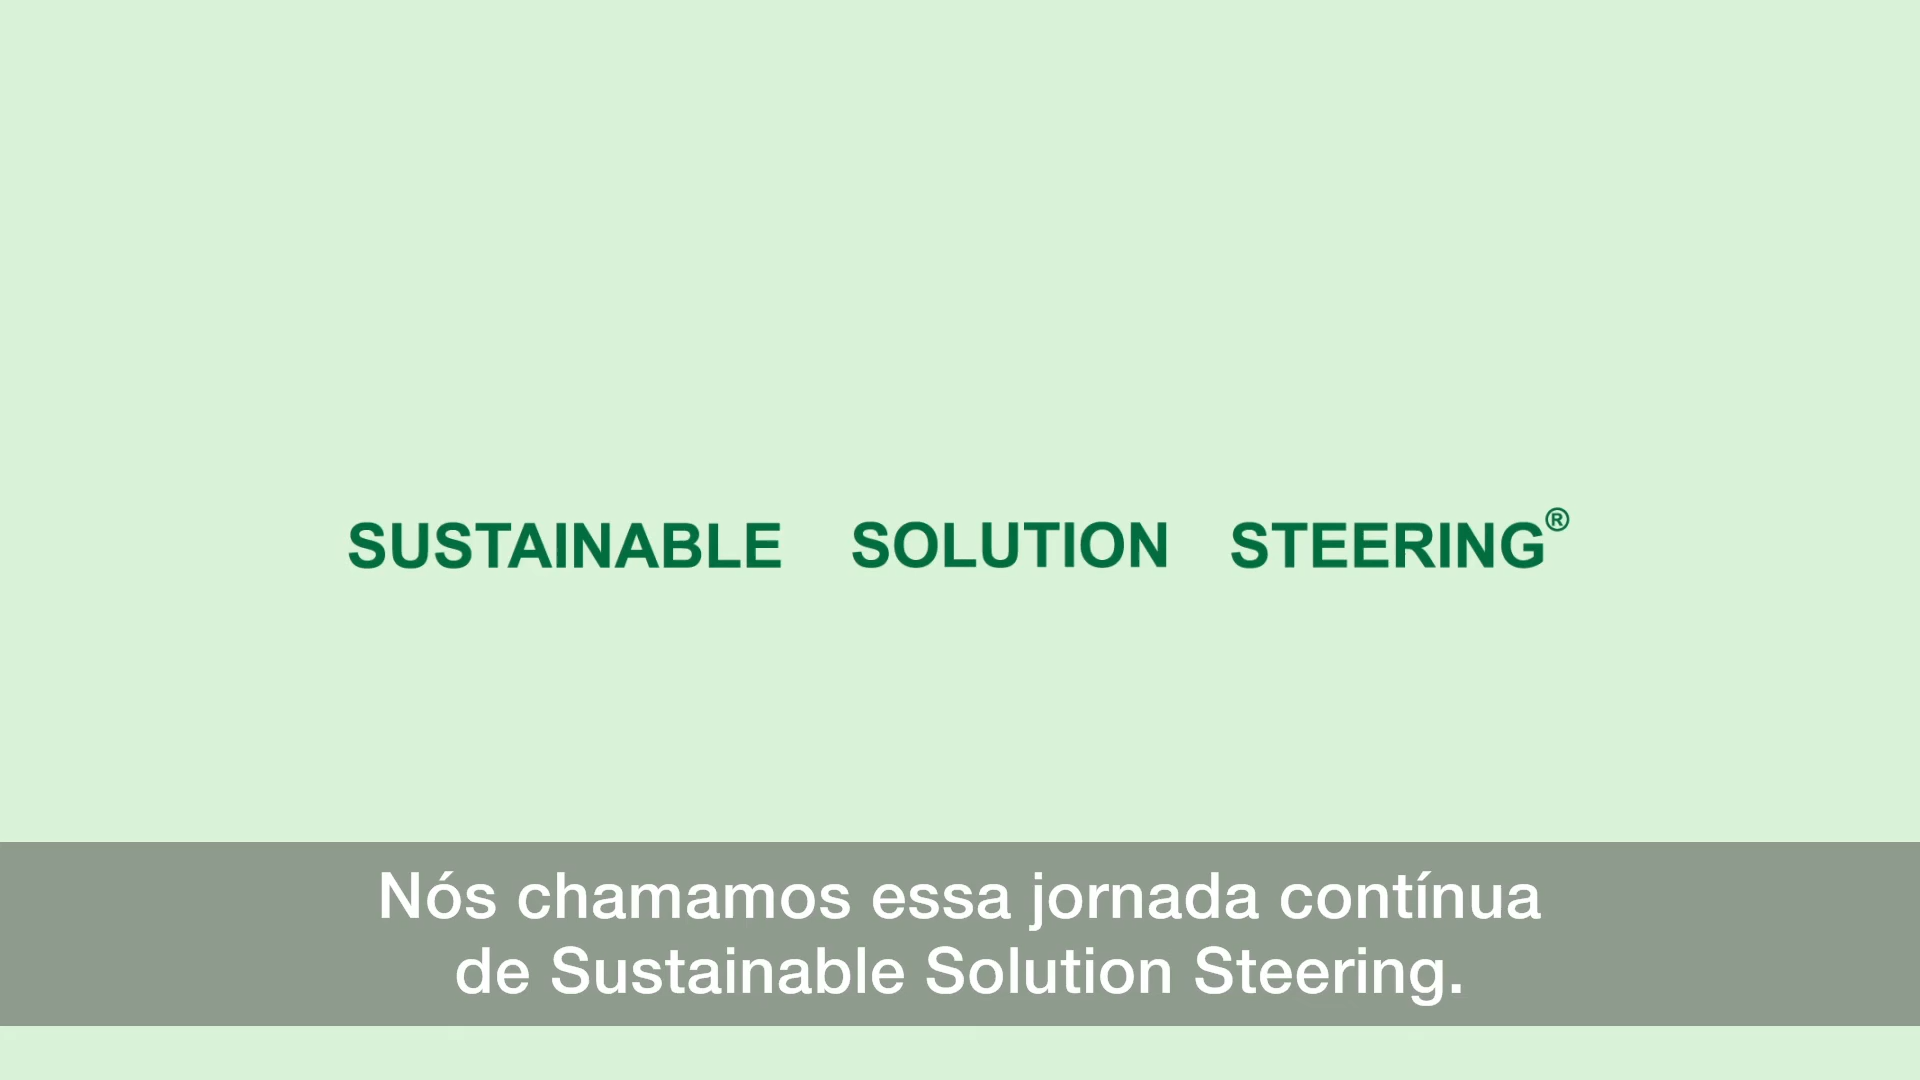 SUSTAINABLE SOLUTION STEERING®
Nós chamamos essa jornada contínua
de Sustainable Solution Steering.